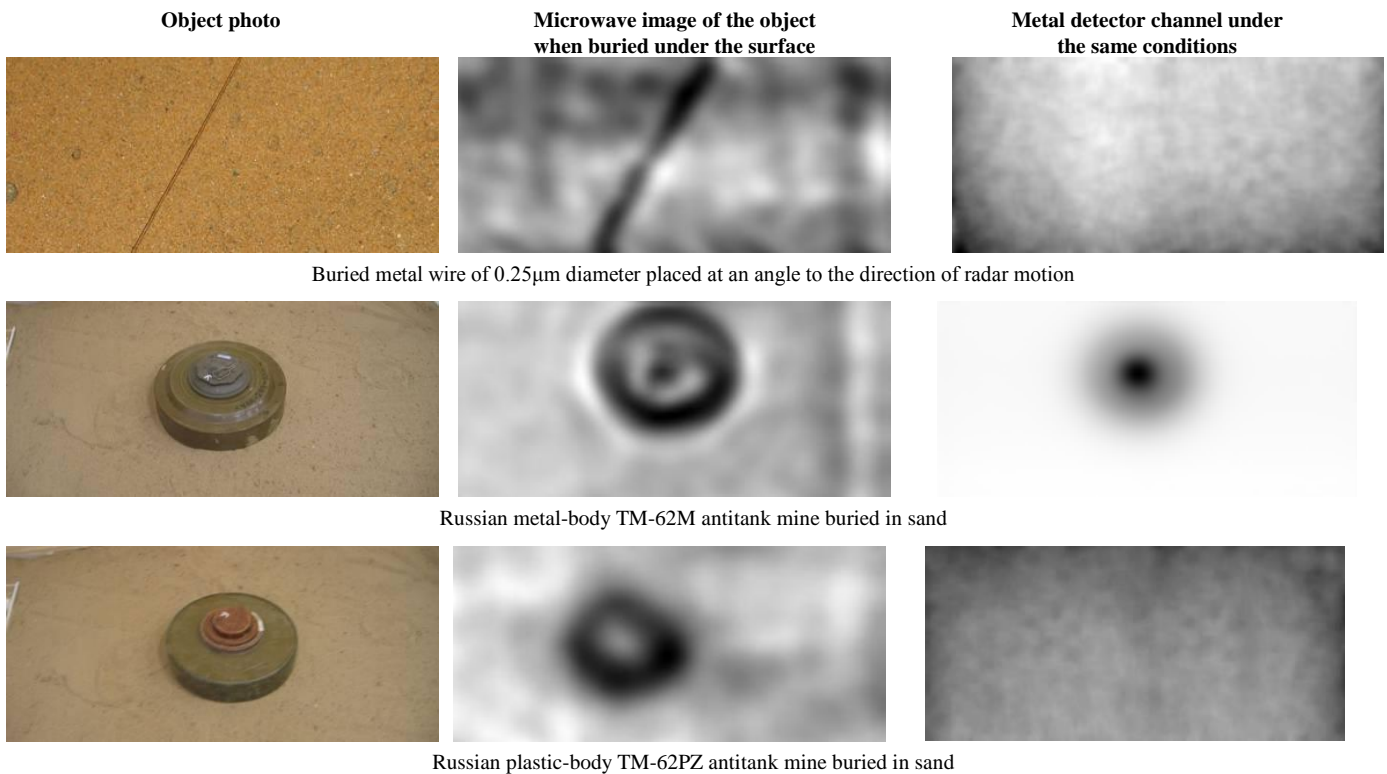 Object photo
Microwave image of the object
when buried under the surface
Metal detector channel under
the same conditions
Buried metal wire of 0.25μm diameter placed at an angle to the direction of radar motion
Russian metal-body TM-62M antitank mine buried in sand
Russian plastic-body TM-62PZ antitank mine buried in sand